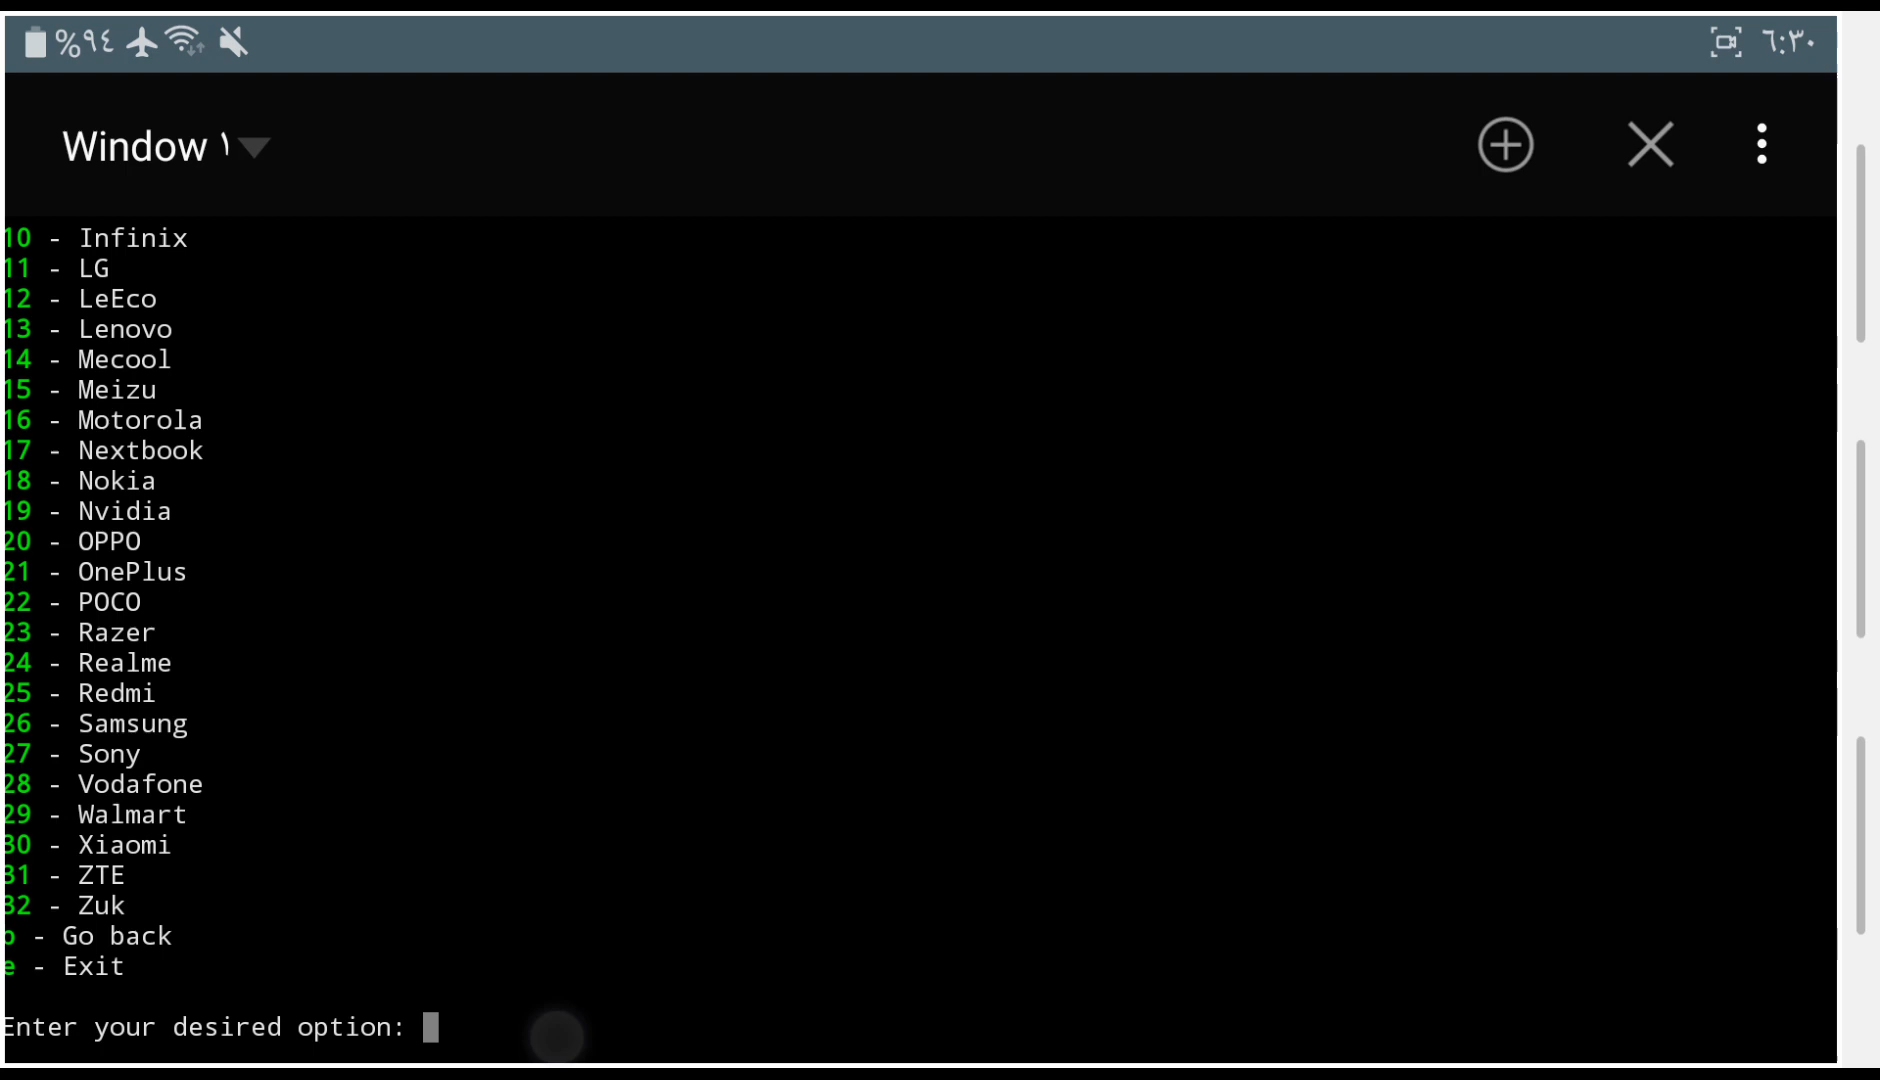 %٩٤ ٦:٣٠
Window ١
10 - Infinix
11 - LG
12 - LeEco
13 - Lenovo
14 - Mecool
15 - Meizu
16 - Motorola
17 - Nextbook
18 - Nokia
19 - Nvidia
20 - OPPO
21 - OnePlus
22 - POCO
23 - Razer
24 - Realme
25 - Redmi
26 - Samsung
27 - Sony
28 - Vodafone
29 - Walmart
30 - Xiaomi
31 - ZTE
32 - Zuk
b - Go back
e - Exit
Enter your desired option: